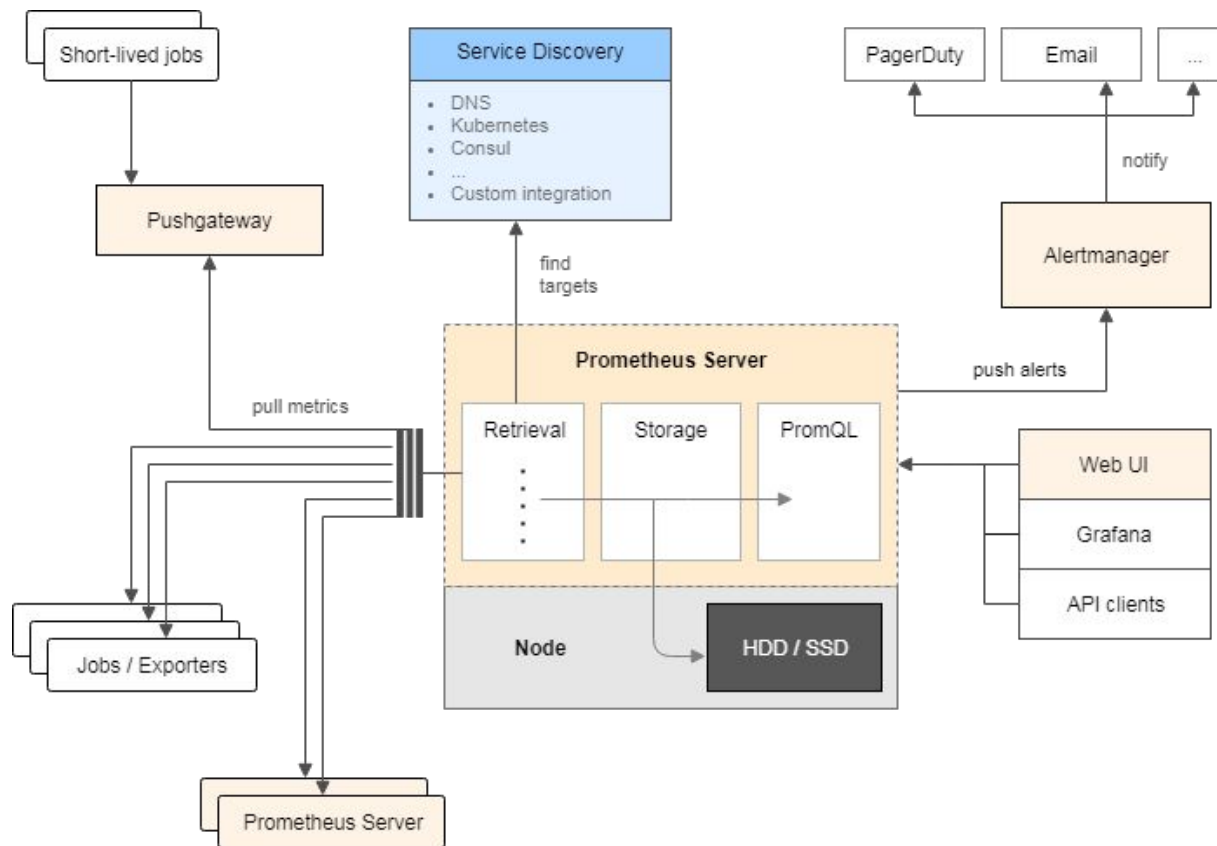 Short-lived jobs
Service Discovery
DNS
Kubernetes
Consul
...
Custom integration
PagerDuty
Email
...
notify
Pushgateway
Alertmanager
find
targets
Prometheus Server
push alerts
pull metrics
Retrieval
Storage
PromQL
Web UI
Grafana
API clients
Node
HDD / SSD
Jobs / Exporters
Prometheus Server